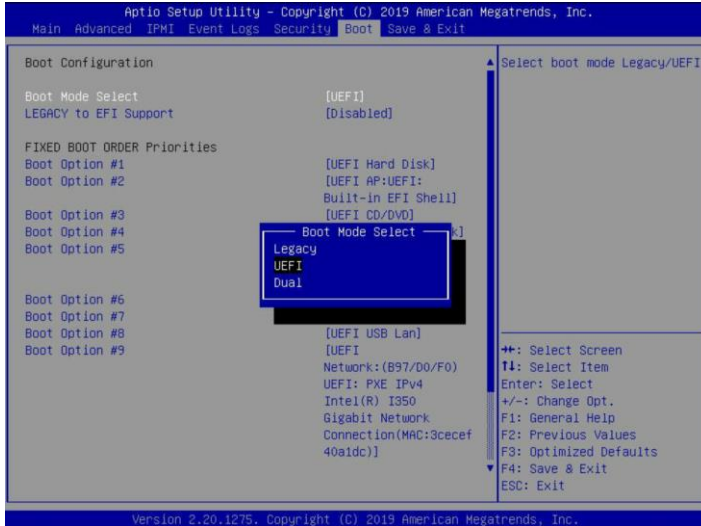 Aptio Setup Utility – Copyright (C) 2019 American Megatrends, Inc.
Main Advanced IPMI Event Logs Security Boot Save & Exit
Boot Configuration
Boot Mode Select [UEFI]
LEGACY to EFI Support [Disabled]
FIXED BOOT ORDER Priorities
Boot Option #1 [UEFI Hard Disk]
Boot Option #2 [UEFI AP:UEFI:
Built-in EFI Shell]
Boot Option #3 [UEFI CD/DVD]
Boot Option #4 k]
Boot Option #5
Boot Option #6
Boot Option #7
Boot Option #8 [UEFI USB Lan]
Boot Option #9 [UEFI
Network:(B97/D0/F0)
UEFI: PXE IPv4
Intel(R) I350
Gigabit Network
Connection(MAC:3cecef
40a1dc)]
Boot Mode Select
Legacy
UEFI
Dual
Select boot mode Legacy/UEFI
→←: Select Screen
↑↓: Select Item
Enter: Select
+/-: Change Opt.
F1: General Help
F2: Previous Values
F3: Optimized Defaults
F4: Save & Exit
ESC: Exit
Version 2.20.1275. Copyright (C) 2019 American Megatrends, Inc.